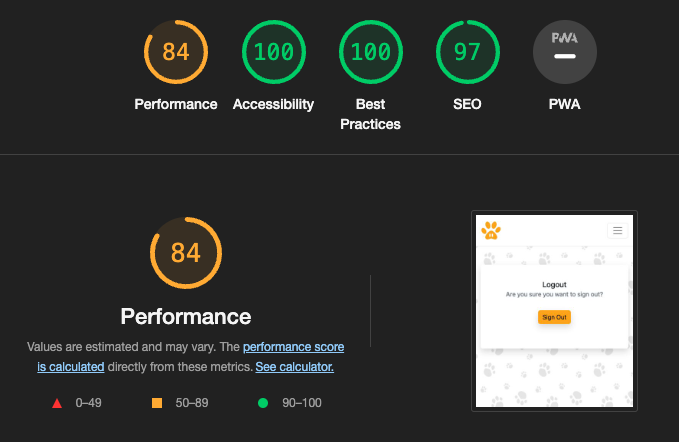 84
100
100
97
PWA
Performance
Accessibility
Best
Practices
SEO
PWA
84
Performance
Values are estimated and may vary. The performance score
is calculated directly from these metrics. See calculator.
0–49
50–89
90–100
Logout
Are you sure you want to sign out?
Sign Out